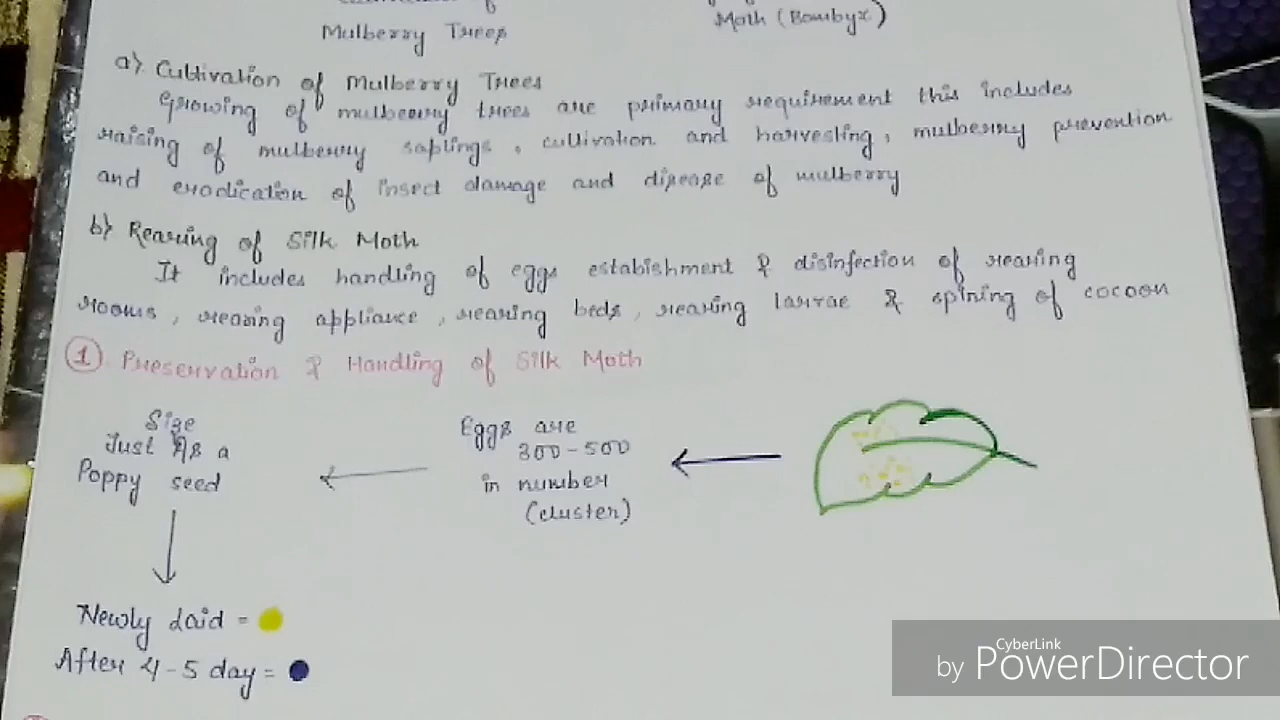 of
Mulberry Trees
Moth (Bombyx)
a) Cultivation of Mulberry Trees
Growing of mulberry trees are primary requirement this includes
raising of mulberry saplings, cultivation and harvesting, mulberry prevention
and eradication of insect damage and disease of mulberry
b) Rearing of Silk Moth
It includes handling of eggs estabishment & disinfection of rearing
rooms, rearing appliance, rearing beds, rearing larvae & spining of cocoon
1 Preservation & Handling of Silk Moth
Size
Just As a
Poppy seed
Eggs are
300-500
in number
(cluster)
Newly Laid =
After 4-5 day =
CyberLink
by PowerDirector